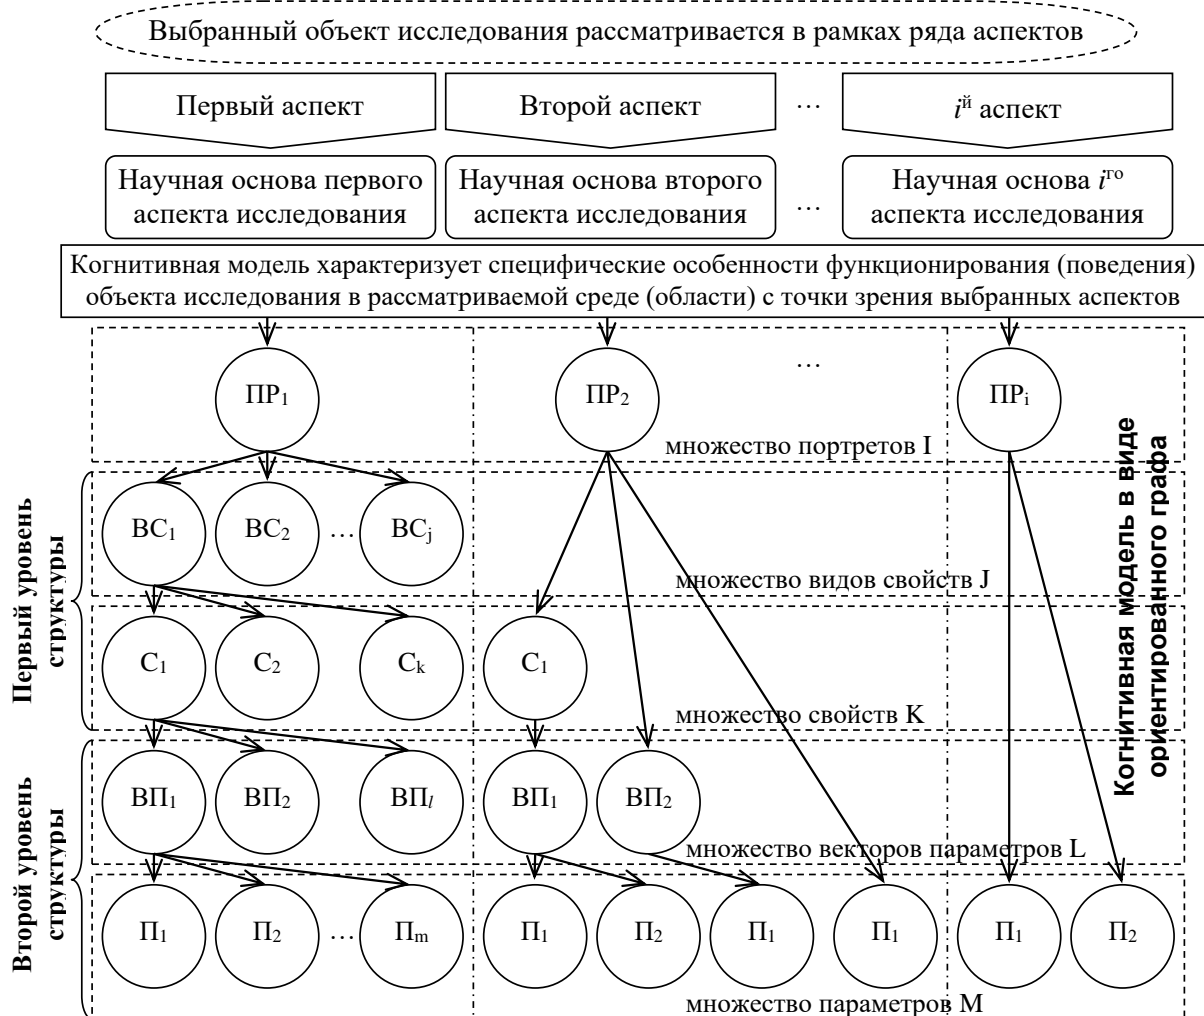 Выбранный объект исследования рассматривается в рамках ряда аспектов
Первый аспект
Второй аспект
...
iй аспект
Научная основа первого
аспекта исследования
Научная основа второго
аспекта исследования
...
Научная основа iго
аспекта исследования
Когнитивная модель характеризует специфические особенности функционирования (поведения)
объекта исследования в рассматриваемой среде (области) с точки зрения выбранных аспектов
ПР1
ПР2
...
ПРi
множество портретов I
Первый уровень
структуры
ВС1
ВС2
...
ВСj
множество видов свойств J
С1
С2
Сk
С1
множество свойств K
Когнитивная модель в виде
ориентированного графа
Второй уровень
структуры
ВП1
ВП2
ВПl
ВП1
ВП2
множество векторов параметров L
П1
П2
...
Пm
П1
П2
П1
П1
П1
П2
множество параметров M